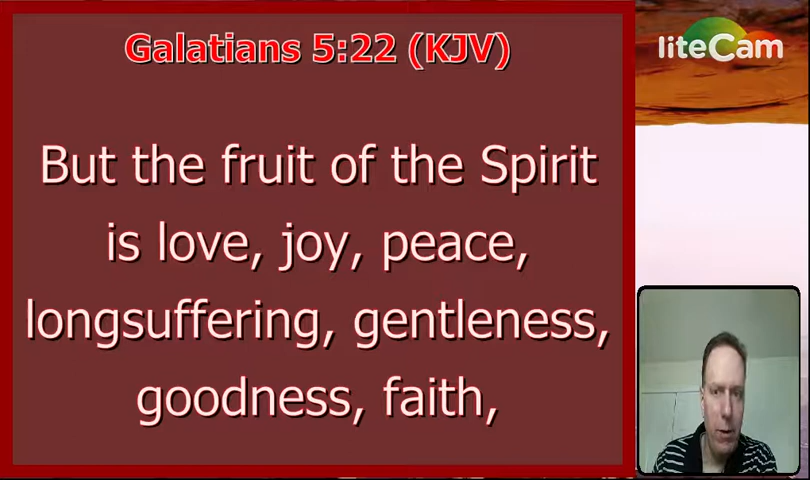 Galatians 5:22 (KJV)
liteCam
But the fruit of the Spirit
is love, joy, peace,
longsuffering, gentleness,
goodness, faith,